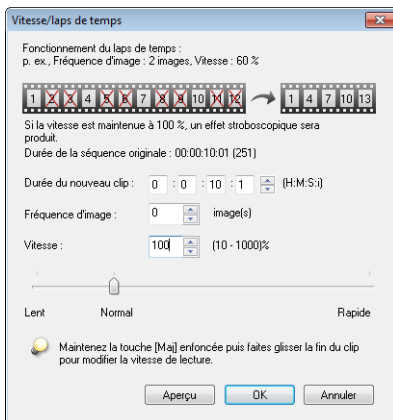 Vitesse/laps de temps
Fonctionnement du laps de temps :
p. ex., Fréquence d'image : 2 images, Vitesse : 60 %
1 2 3 4 5 6 7 8 9 10 11 12 1 4 7 10 13
Si la vitesse est maintenue à 100 %, un effet stroboscopique sera
produit.
Durée de la séquence originale : 00:00:10:01 (251)
Durée du nouveau clip : 0 : 0 : 10 : 1 (H:M:S:i)
Fréquence d'image : 0 image(s)
Vitesse : 100 (10 - 1000)%
Lent Normal Rapide
Maintenez la touche [Maj] enfoncée puis faites glisser la fin du clip
pour modifier la vitesse de lecture.
Aperçu OK Annuler